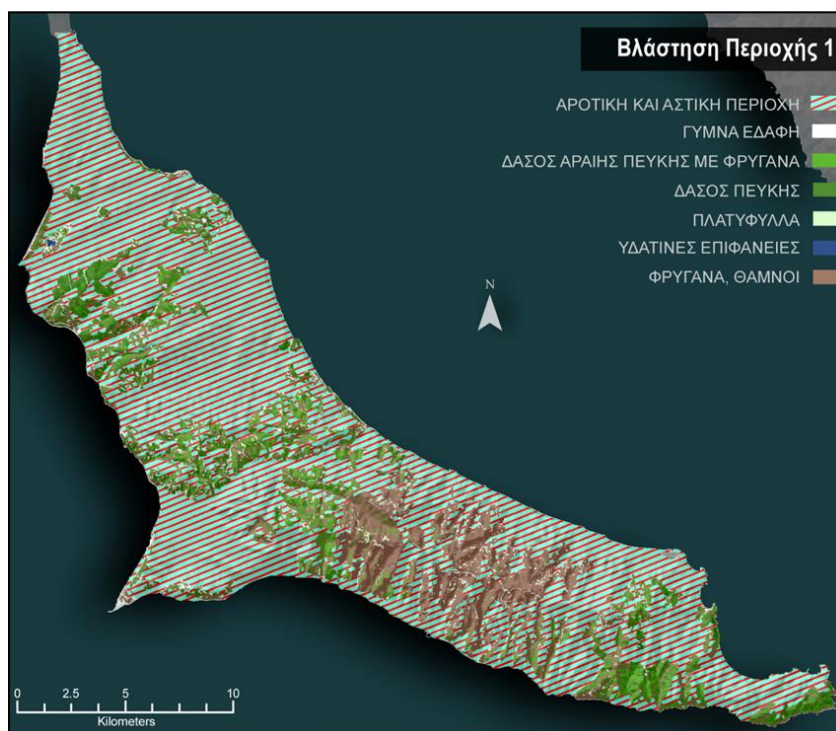 Βλάστηση Περιοχής 1
ΑΡΟΤΙΚΗ ΚΑΙ ΑΣΤΙΚΗ ΠΕΡΙΟΧΗ
ΓΥΜΝΑ ΕΔΑΦΗ
ΔΑΣΟΣ ΑΡΑΙΗΣ ΠΕΥΚΗΣ ΜΕ ΦΡΥΓΑΝΑ
ΔΑΣΟΣ ΠΕΥΚΗΣ
ΠΛΑΤΥΦΥΛΛΑ
ΥΔΑΤΙΝΕΣ ΕΠΙΦΑΝΕΙΕΣ
ΦΡΥΓΑΝΑ, ΘΑΜΝΟΙ
N
0 2.5 5 10
Kilometers